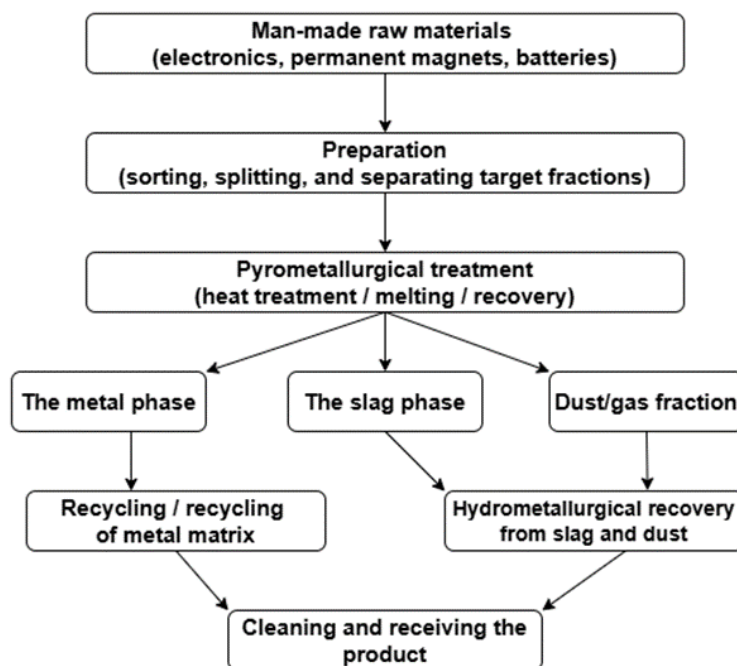 Man-made raw materials
(electronics, permanent magnets, batteries)
Preparation
(sorting, splitting, and separating target fractions)
Pyrometallurgical treatment
(heat treatment / melting / recovery)
The metal phase
The slag phase
Dust/gas fraction
Recycling / recycling
of metal matrix
Hydrometallurgical recovery
from slag and dust
Cleaning and receiving the
product